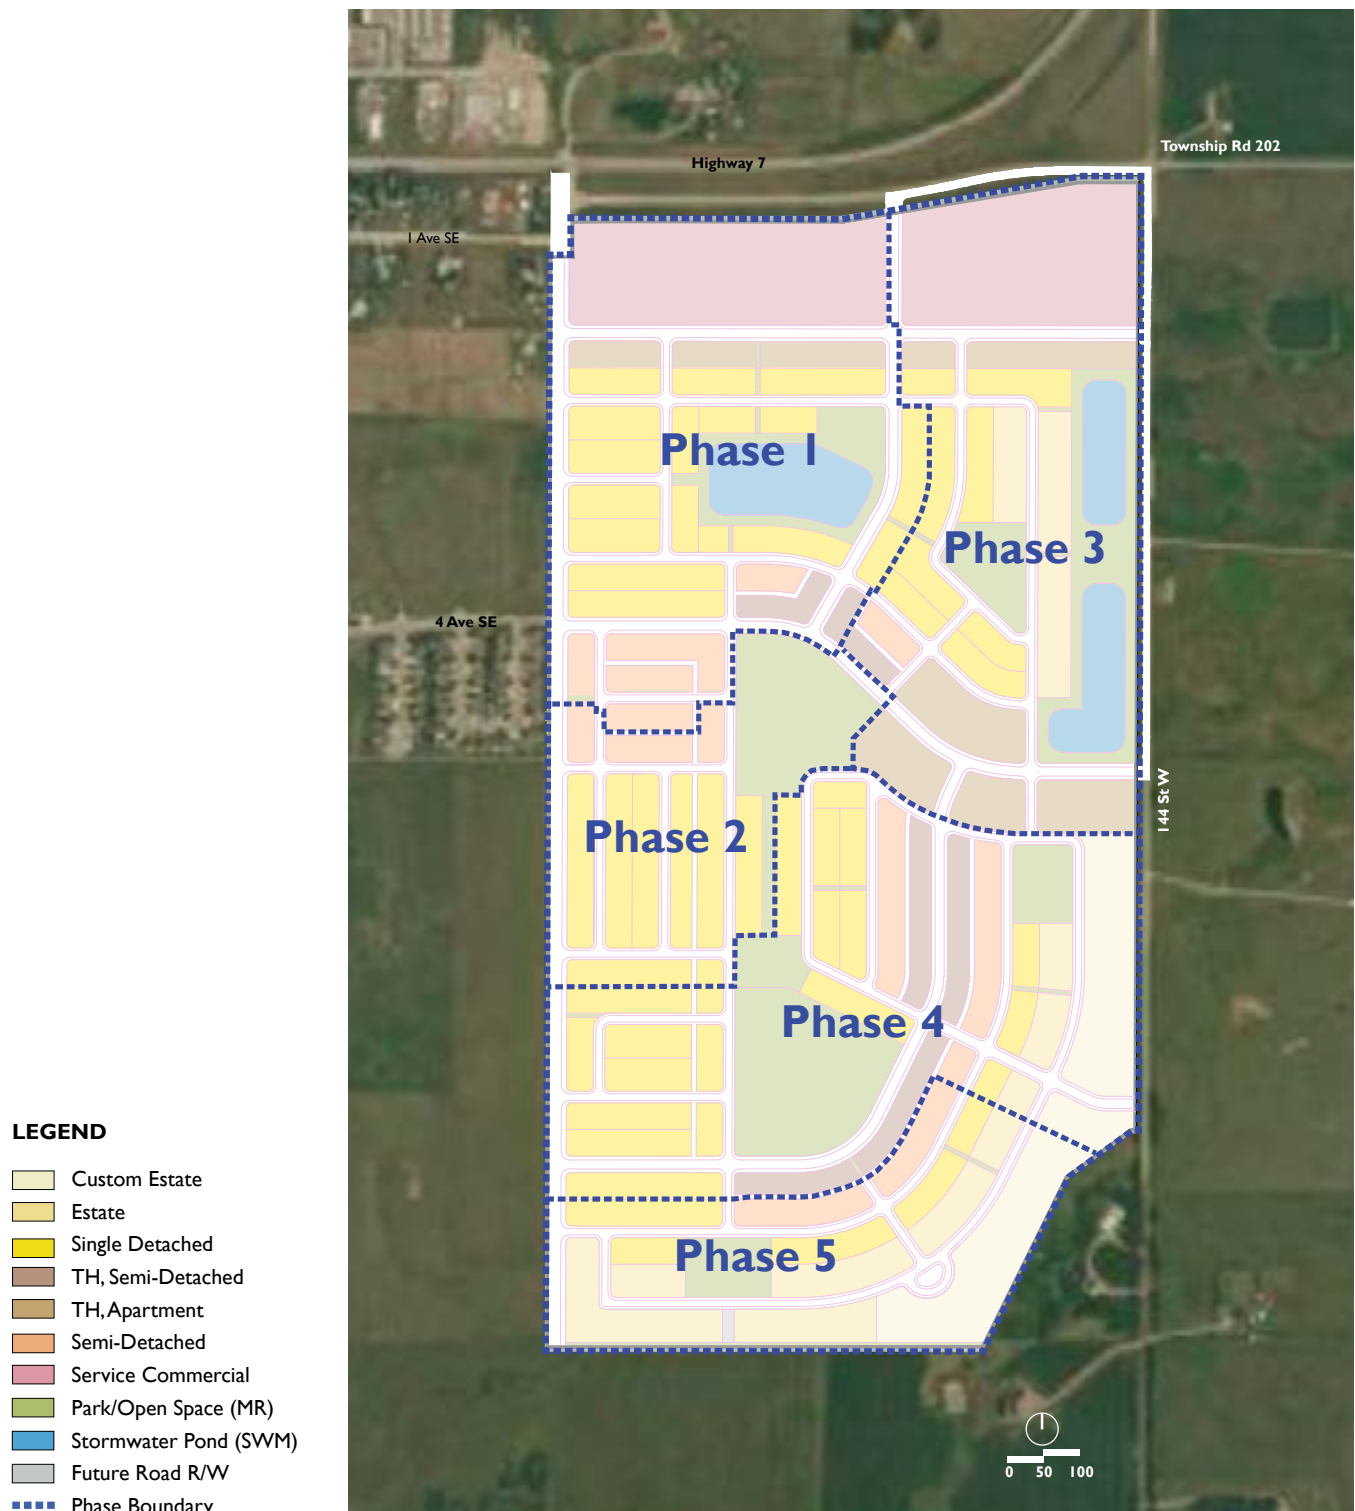 Highway 7
Township Rd 202
1 Ave SE
Phase 1
Phase 3
4 Ave SE
144 St W
Phase 2
Phase 4
Phase 5
LEGEND
Custom Estate
Estate
Single Detached
TH, Semi-Detached
TH, Apartment
Semi-Detached
Service Commercial
Park/Open Space (MR)
Stormwater Pond (SWM)
Future Road R/W
Phase Boundary
0 50 100